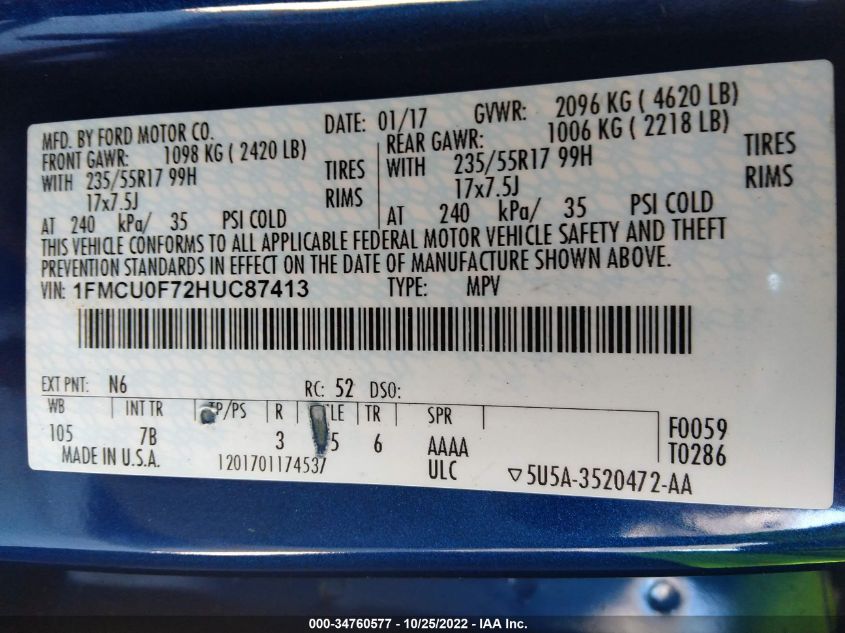 MFD. BY FORD MOTOR CO. DATE: 01/17 GVWR: 2096 KG ( 4620 LB)
FRONT GAWR: 1098 KG ( 2420 LB) REAR GAWR: 1006 KG ( 2218 LB)
WITH 235/55R17 99H TIRES WITH 235/55R17 99H TIRES
17x7.5J RIMS 17x7.5J RIMS
AT 240 kPa/ 35 PSI COLD AT 240 kPa/ 35 PSI COLD
THIS VEHICLE CONFORMS TO ALL APPLICABLE FEDERAL MOTOR VEHICLE SAFETY AND THEFT
PREVENTION STANDARDS IN EFFECT ON THE DATE OF MANUFACTURE SHOWN ABOVE.
VIN: 1FMCU0F72HUC87413 TYPE: MPV
EXT PNT: N6 RC: 52 DSO:
WB INT TR TP/PS R TR SPR
105 7B 3 5 6 AAAA F0059
ULC T0286
MADE IN U.S.A. 1201701174537 5U5A-3520472-AA
000-34760577 - 10/25/2022 - IAA Inc.